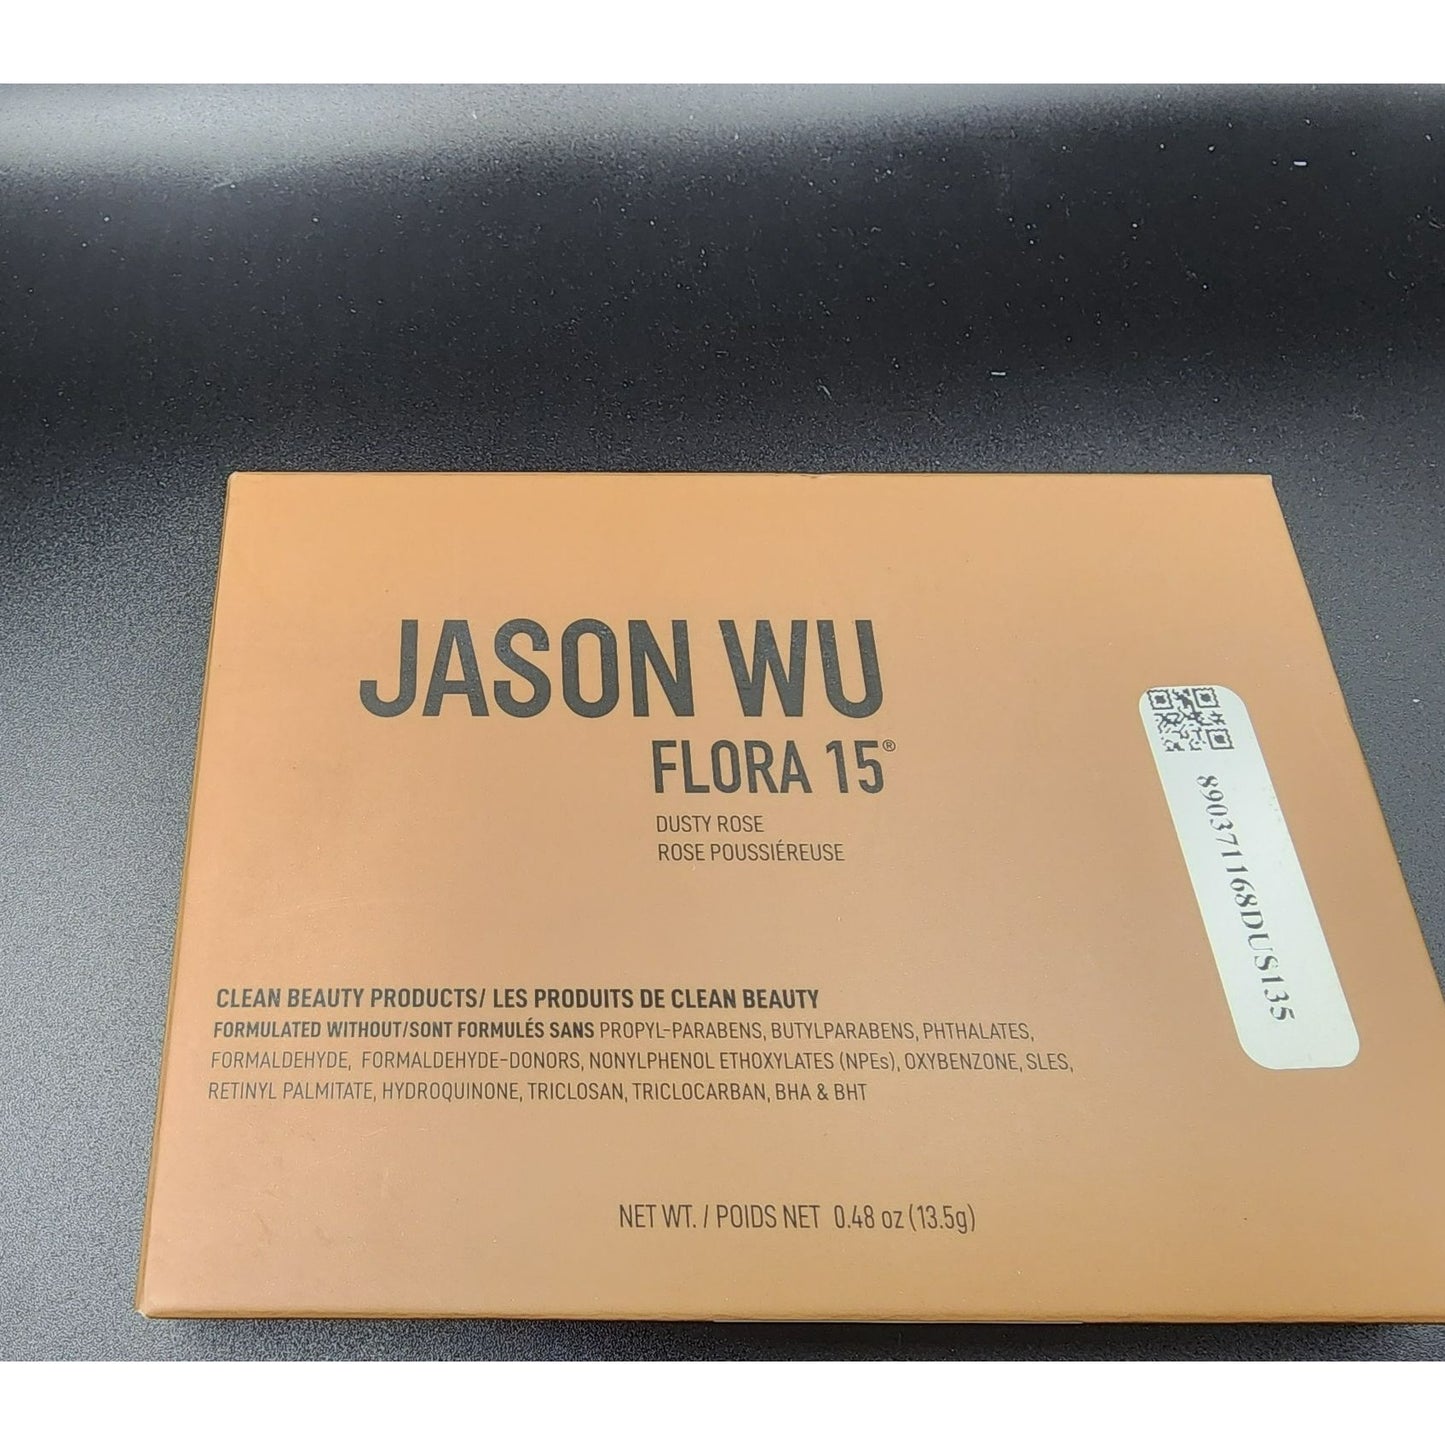 JASON WU
FLORA 15®
DUSTY ROSE
ROSE POUSSIÉREUSE
890371168DUS135
CLEAN BEAUTY PRODUCTS/ LES PRODUITS DE CLEAN BEAUTY
FORMULATED WITHOUT/SONT FORMULÉS SANS PROPYL-PARABENS, BUTYLPARABENS, PHTHALATES,
FORMALDEHYDE, FORMALDEHYDE-DONORS, NONYLPHENOL ETHOXYLATES (NPEs), OXYBENZONE, SLES,
RETINYL PALMITATE, HYDROQUINONE, TRICLOSAN, TRICLOCARBAN, BHA & BHT
NET WT. / POIDS NET 0.48 oz (13.5g)